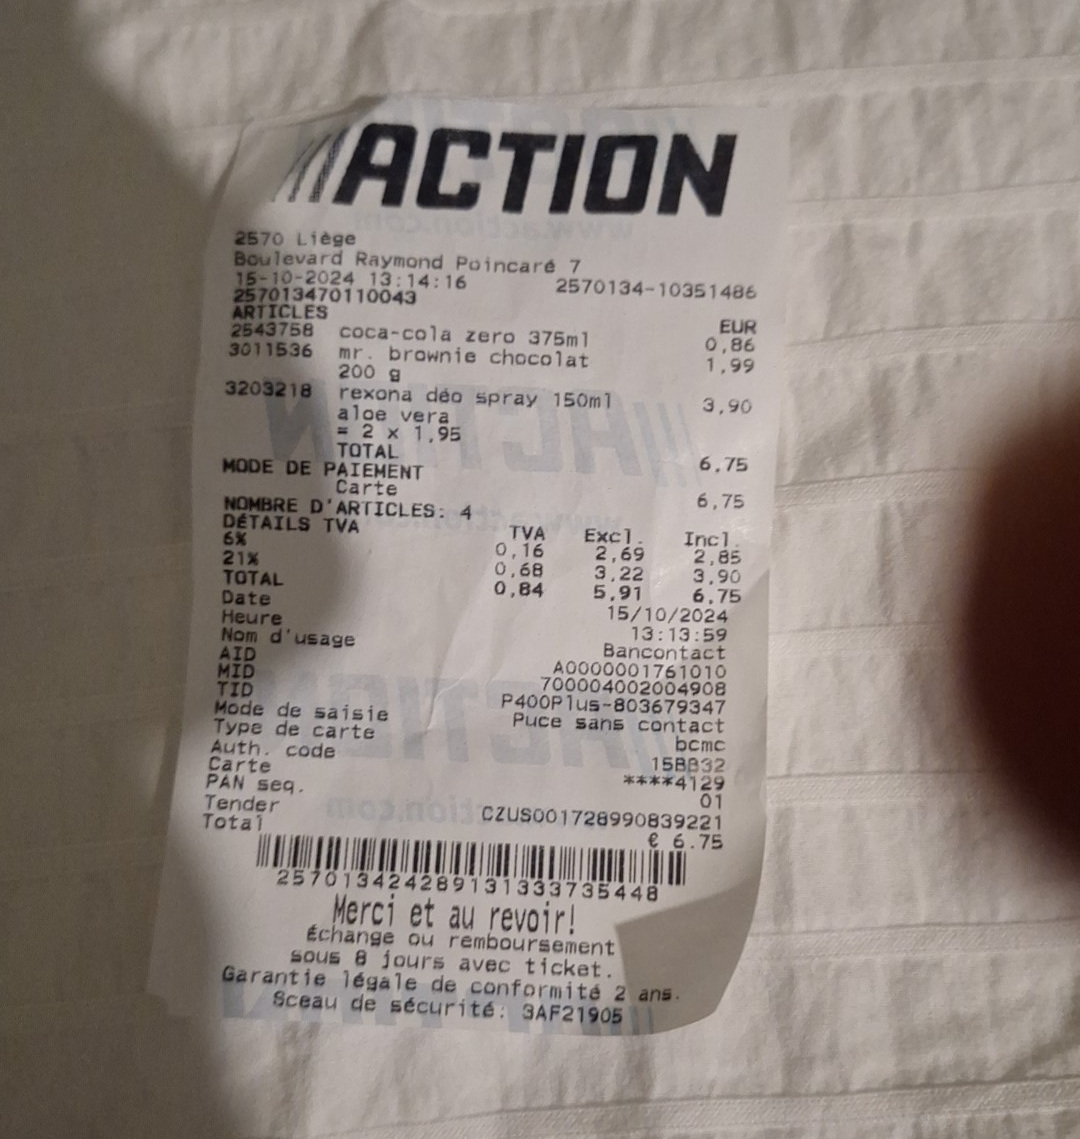 ACTION
2570 Liège
Boulevard Raymond Poincaré 7
15-10-2024 13:14:16 2570134-10351486
257013470110043
ARTICLES EUR
2543758 coca-cola zero 375ml 0,86
3011536 mr. brownie chocolat 1,99
200 g
3203218 rexona déo spray 150ml 3,90
aloe vera
= 2 x 1,95
TOTAL 6,75
MODE DE PAIEMENT
Carte 6,75
NOMBRE D'ARTICLES: 4
DÉTAILS TVA TVA Excl. Incl.
6% 0,16 2,69 2,85
21% 0,68 3,22 3,90
TOTAL 0,84 5,91 6,75
Date 15/10/2024
Heure 13:13:59
Nom d'usage Bancontact
AID A0000001761010
MID 700004002004908
TID P400Plus-803679347
Mode de saisie Puce sans contact
Type de carte bcmc
Auth. code 15BB32
Carte ****4129
PAN seq. 01
Tender CZUS001728990839221
Total € 6.75
257013424289131333735448
Merci et au revoir!
Échange ou remboursement
sous 8 jours avec ticket.
Garantie légale de conformité 2 ans.
Sceau de sécurité: 3AF21905